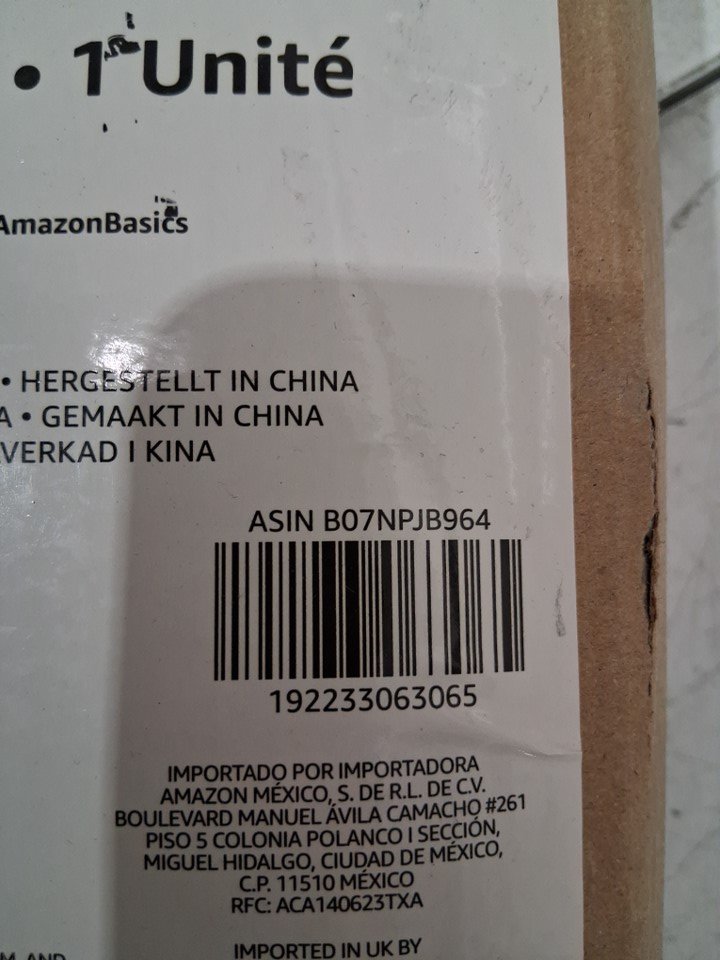 • 1 Unité
AmazonBasics
• HERGESTELLT IN CHINA
A • GEMAAKT IN CHINA
VERKAD I KINA
ASIN B07NPJB964
192233063065
IMPORTADO POR IMPORTADORA
AMAZON MÉXICO, S. DE R.L. DE C.V.
BOULEVARD MANUEL ÁVILA CAMACHO #261
PISO 5 COLONIA POLANCO I SECCIÓN,
MIGUEL HIDALGO, CIUDAD DE MÉXICO,
C.P. 11510 MÉXICO
RFC: ACA140623TXA
IMPORTED IN UK BY
M AND